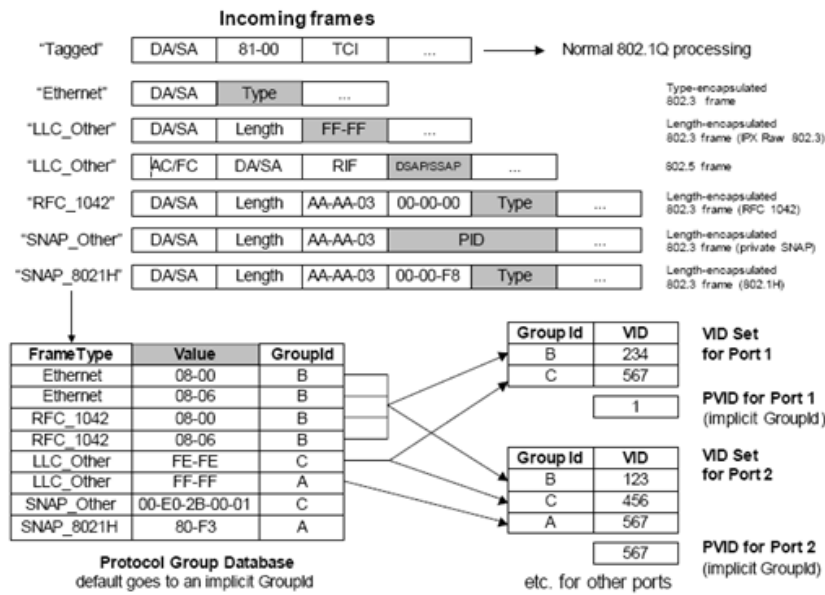 Incoming frames
"Tagged" DA/SA 81-00 TCI ... Normal 802.1Q processing
"Ethernet" DA/SA Type ... Type-encapsulated
802.3 frame
"LLC_Other" DA/SA Length FF-FF ... Length-encapsulated
802.3 frame (IPX Raw 802.3)
"LLC_Other" AC/FC DA/SA RIF DSAP/SSAP ... 802.5 frame
"RFC_1042" DA/SA Length AA-AA-03 00-00-00 Type ... Length-encapsulated
802.3 frame (RFC 1042)
"SNAP_Other" DA/SA Length AA-AA-03 PID ... Length-encapsulated
802.3 frame (private SNAP)
"SNAP_8021H" DA/SA Length AA-AA-03 00-00-F8 Type ... Length-encapsulated
802.3 frame (802.1H)
FrameType Value GroupId
Ethernet 08-00 B
Ethernet 08-06 B
RFC_1042 08-00 B
RFC_1042 08-06 B
LLC_Other FE-FE C
LLC_Other FF-FF A
SNAP_Other 00-E0-2B-00-01 C
SNAP_8021H 80-F3 A
Protocol Group Database
default goes to an implicit GroupId
Group Id VID
B 234
C 567
VID Set
for Port 1
1
PVID for Port 1
(implicit GroupId)
Group Id VID
B 123
C 456
A 567
VID Set
for Port 2
567
PVID for Port 2
(implicit GroupId)
etc. for other ports